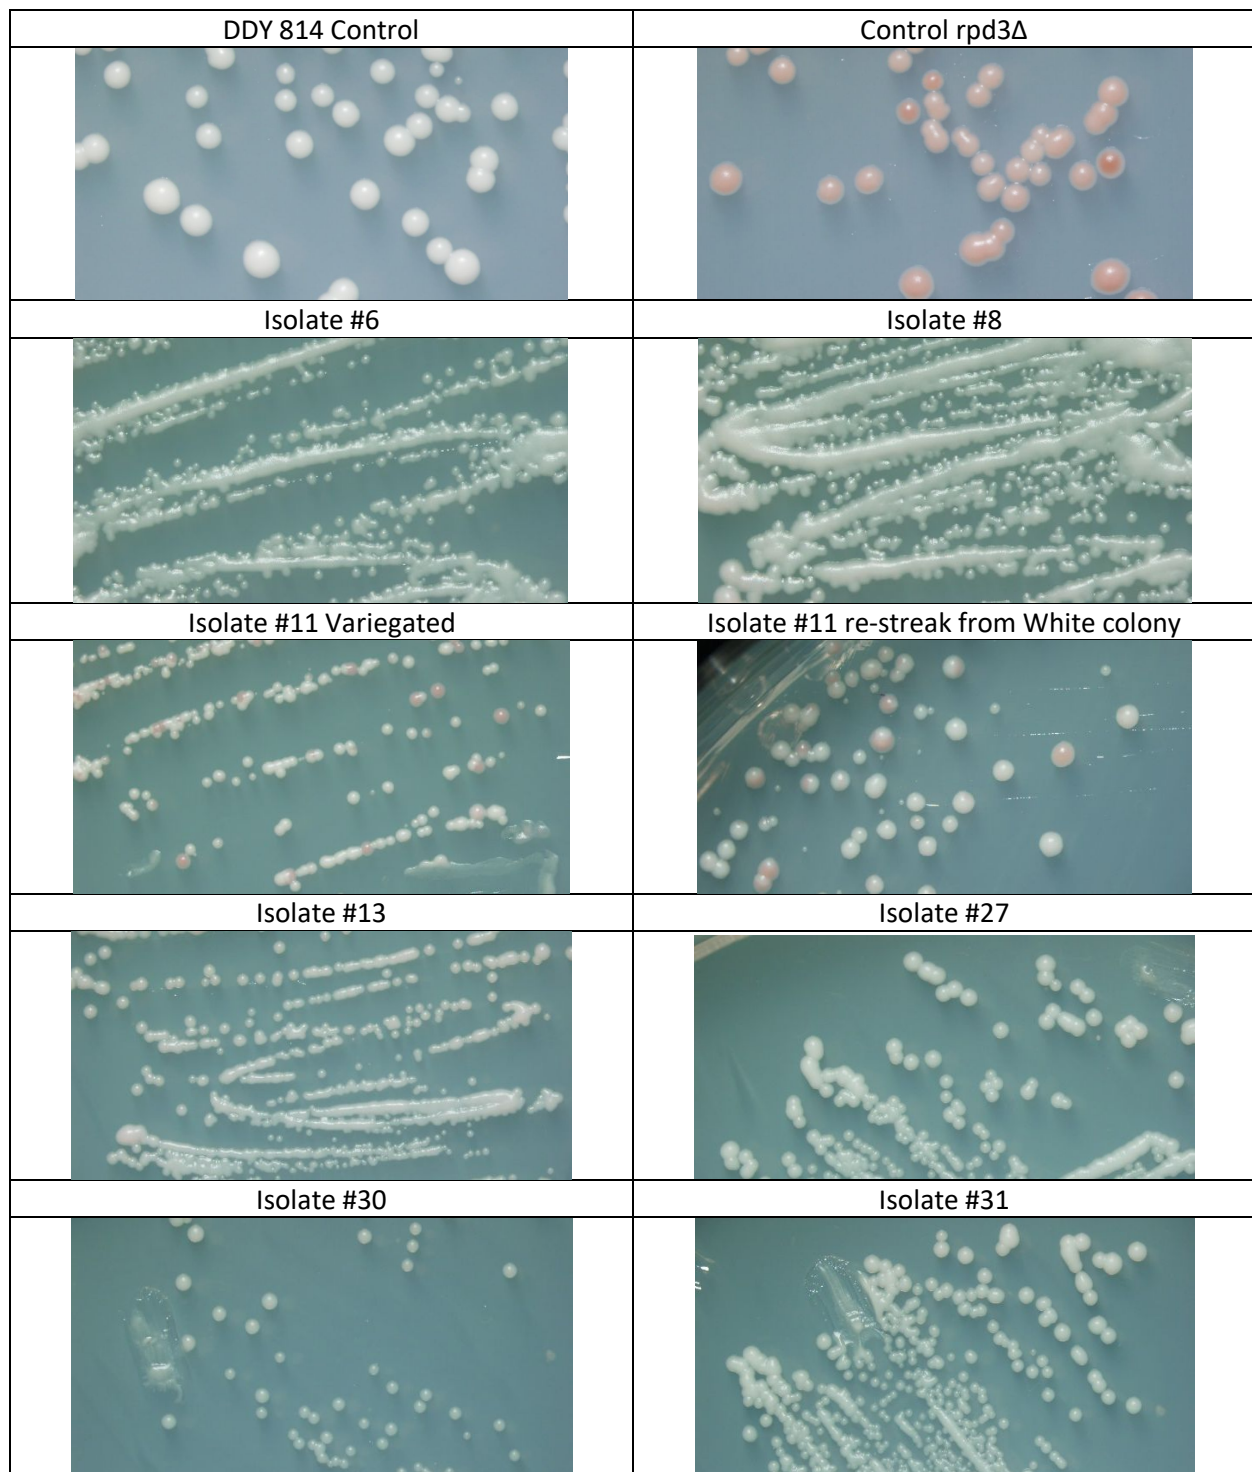 DDY 814 Control
Control rpd3Δ
Isolate #6
Isolate #8
Isolate #11 Variegated
Isolate #11 re-streak from White colony
Isolate #13
Isolate #27
Isolate #30
Isolate #31